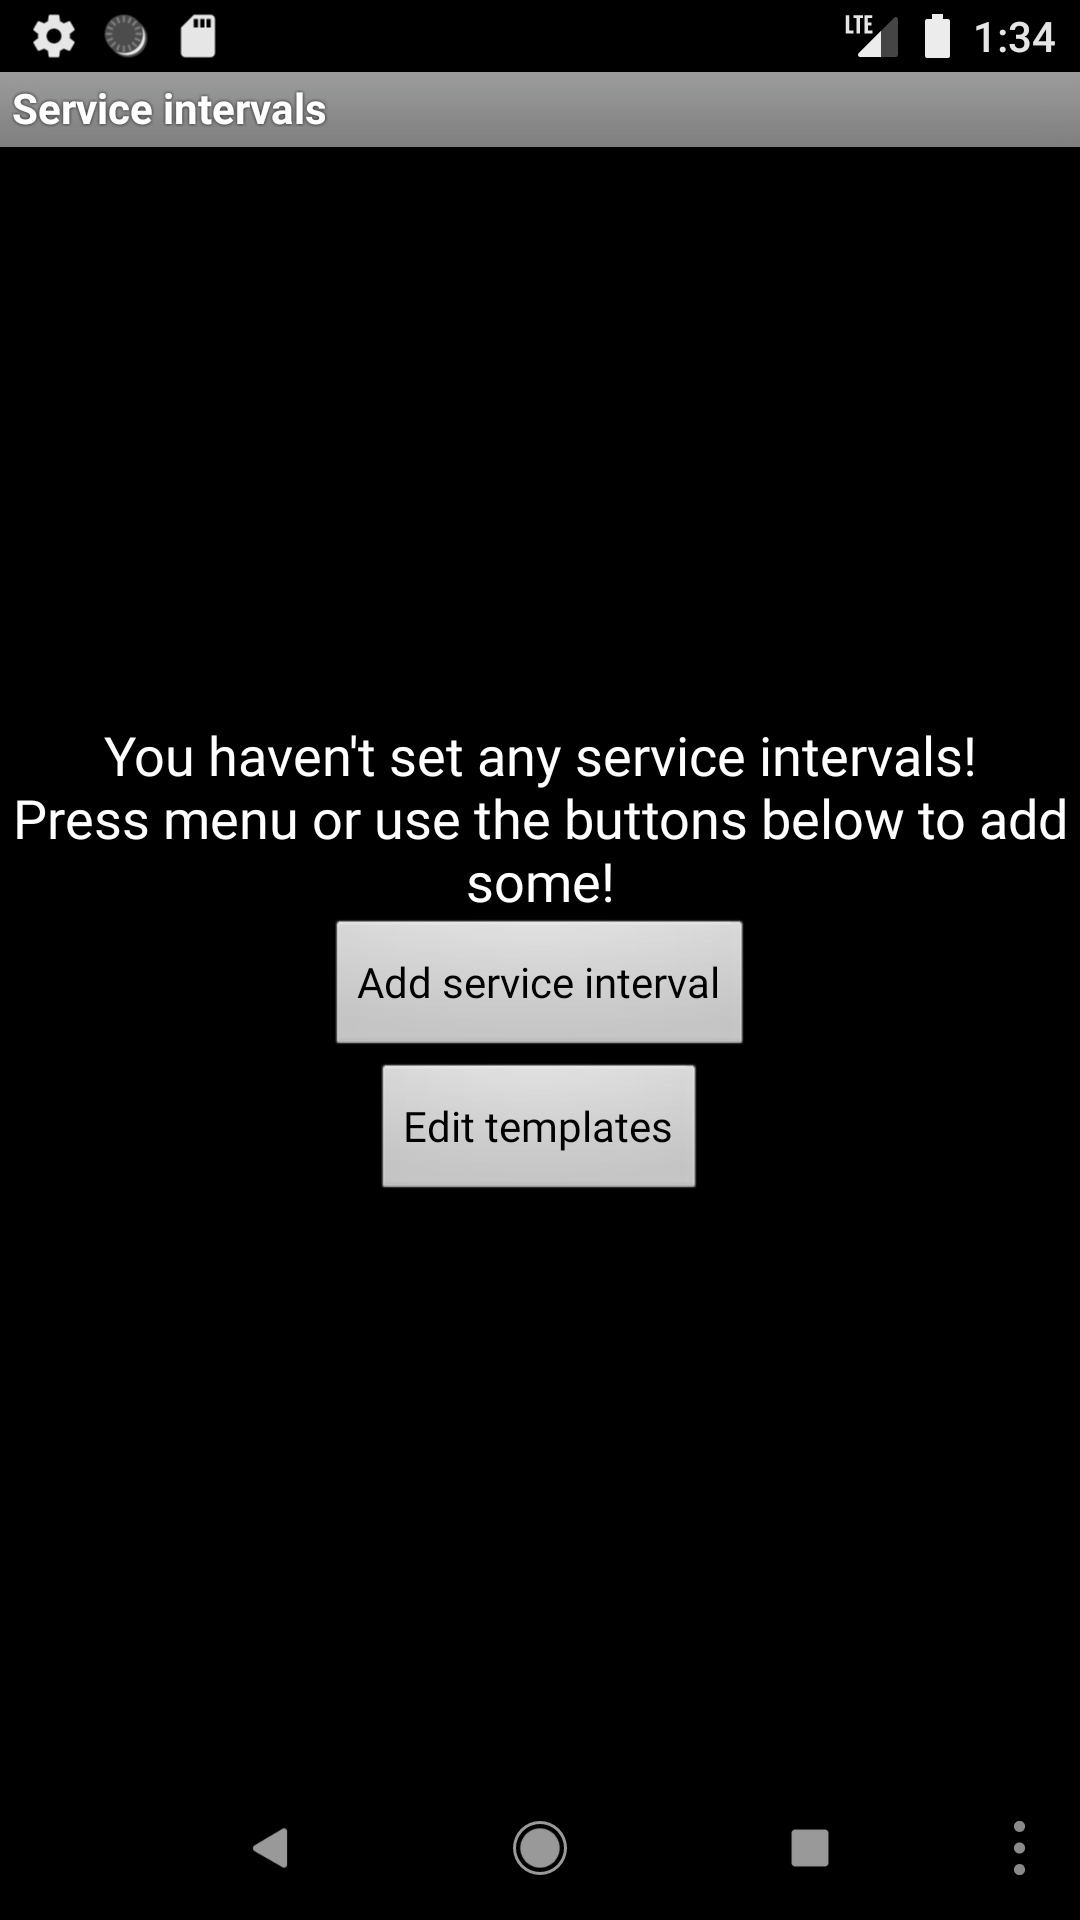 LTE 1:34
Service intervals
You haven't set any service intervals!
Press menu or use the buttons below to add
some!
Add service interval
Edit templates